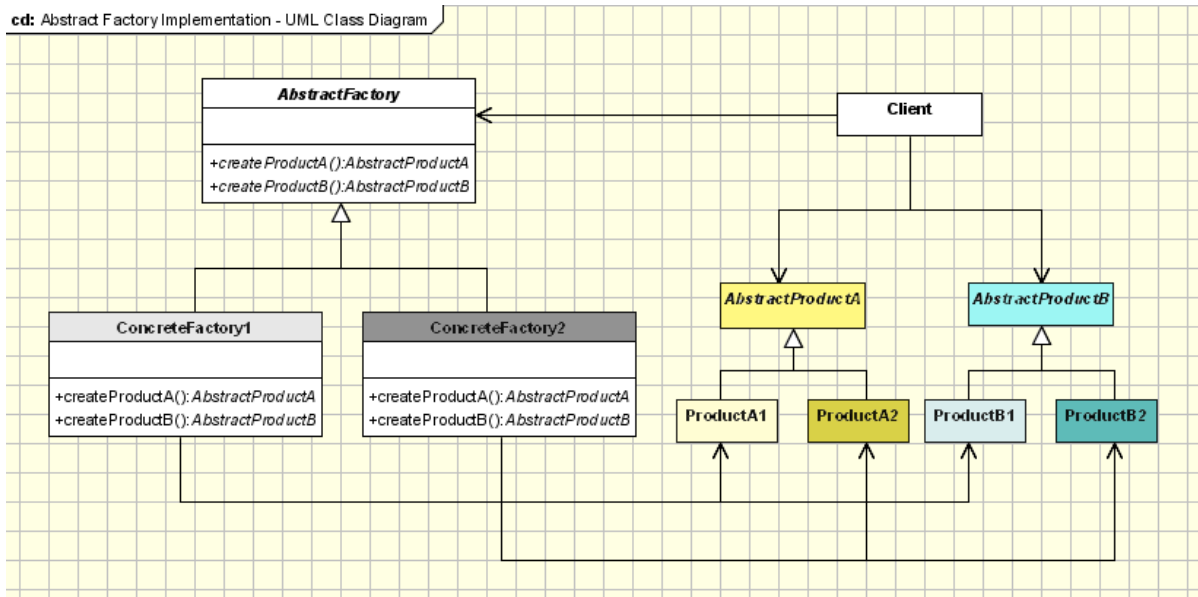 cd: Abstract Factory Implementation - UML Class Diagram
AbstractFactory
+createProductA():AbstractProductA
+createProductB():AbstractProductB
Client
AbstractProductA
AbstractProductB
ConcreteFactory1
+createProductA():AbstractProductA
+createProductB():AbstractProductB
ConcreteFactory2
+createProductA():AbstractProductA
+createProductB():AbstractProductB
ProductA1
ProductA2
ProductB1
ProductB2